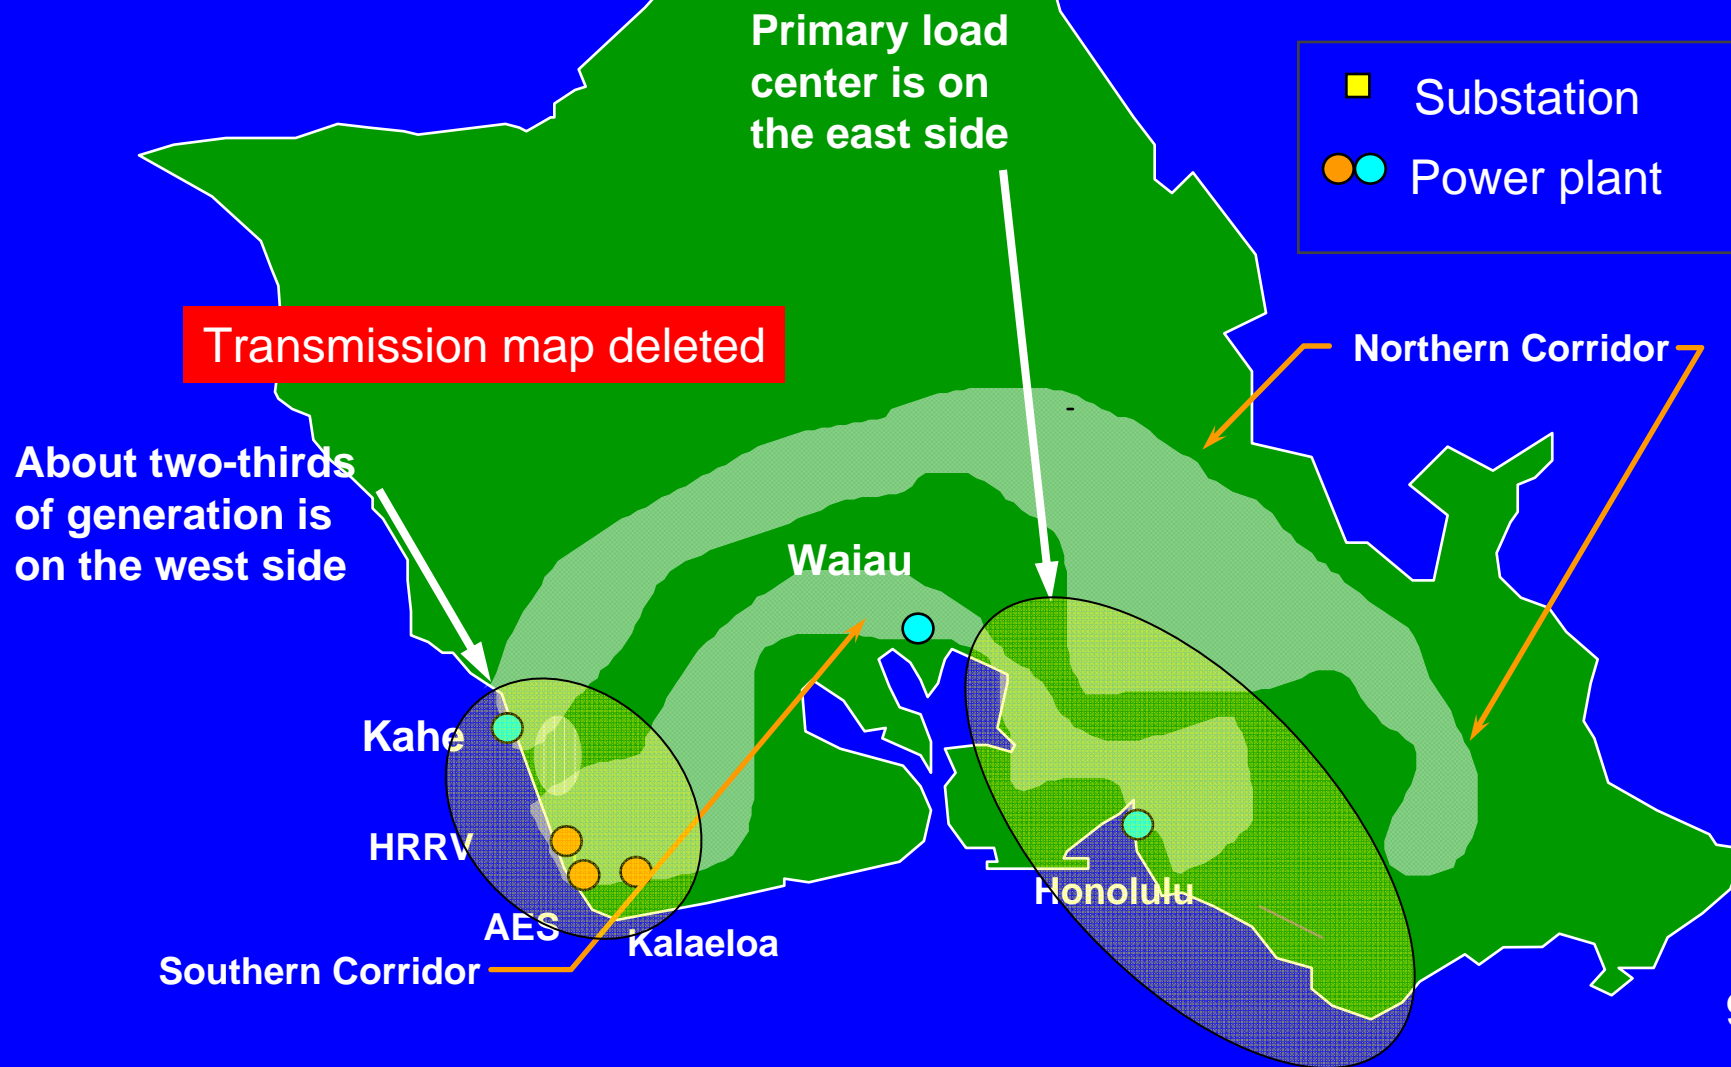 Primary load
center is on
the east side
Substation
Power plant
Transmission map deleted
Northern Corridor
About two-thirds
of generation is
on the west side
Waiau
Kahe
HRRV
AES
Kalaeloa
Honolulu
Southern Corridor